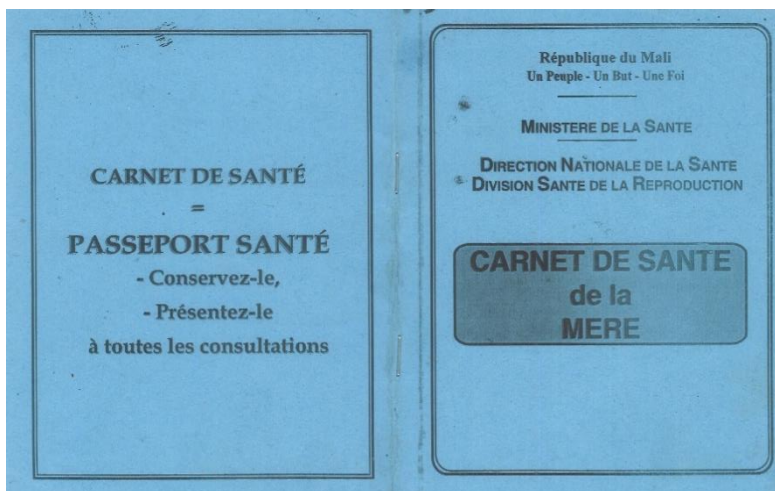 CARNET DE SANTÉ
=
PASSEPORT SANTÉ
- Conservez-le,
- Présentez-le
à toutes les consultations
République du Mali
Un Peuple - Un But - Une Foi
MINISTERE DE LA SANTE
DIRECTION NATIONALE DE LA SANTE
DIVISION SANTE DE LA REPRODUCTION
CARNET DE SANTE
de la
MERE